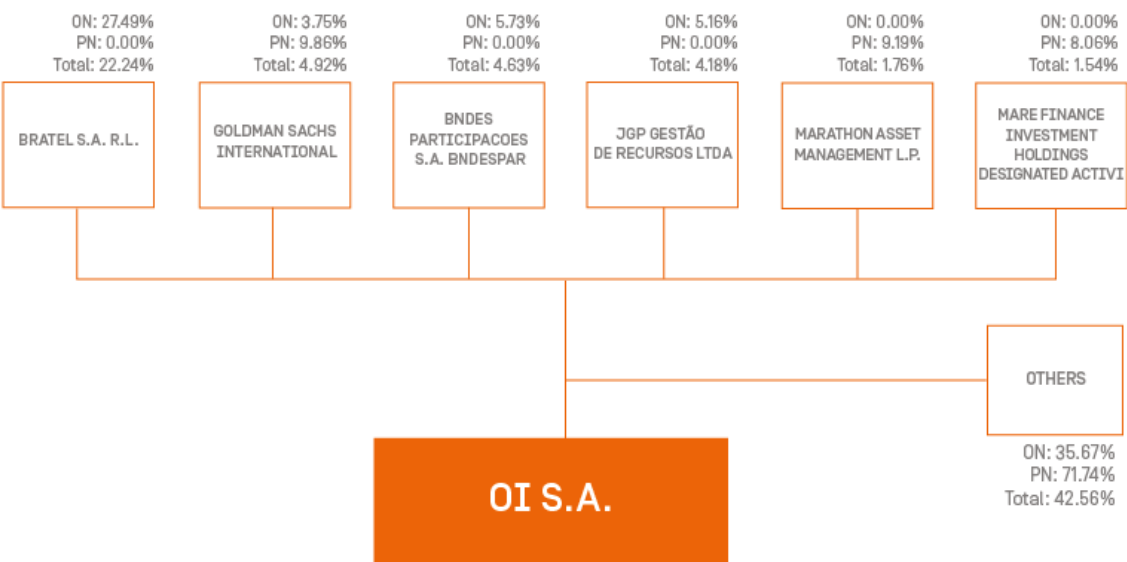 ON: 27.49%
PN: 0.00%
Total: 22.24%
BRATEL S.A. R.L.
ON: 3.75%
PN: 9.86%
Total: 4.92%
GOLDMAN SACHS
INTERNATIONAL
ON: 5.73%
PN: 0.00%
Total: 4.63%
BNDES
PARTICIPACOES
S.A. BNDESPAR
ON: 5.16%
PN: 0.00%
Total: 4.18%
JGP GESTÃO
DE RECURSOS LTDA
ON: 0.00%
PN: 9.19%
Total: 1.76%
MARATHON ASSET
MANAGEMENT L.P.
ON: 0.00%
PN: 8.06%
Total: 1.54%
MARE FINANCE
INVESTMENT
HOLDINGS
DESIGNATED ACTIVI
OTHERS
ON: 35.67%
PN: 71.74%
Total: 42.56%
OI S.A.